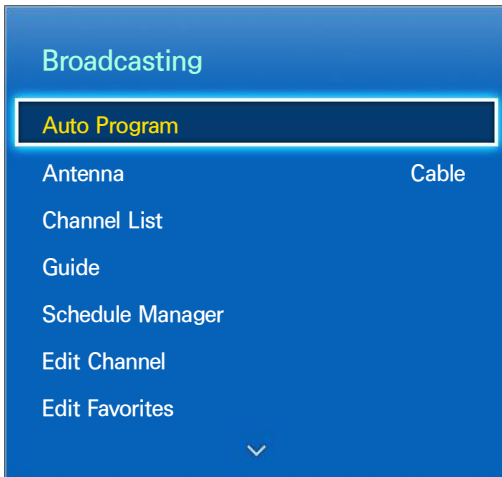 Broadcasting
Auto Program
Antenna Cable
Channel List
Guide
Schedule Manager
Edit Channel
Edit Favorites